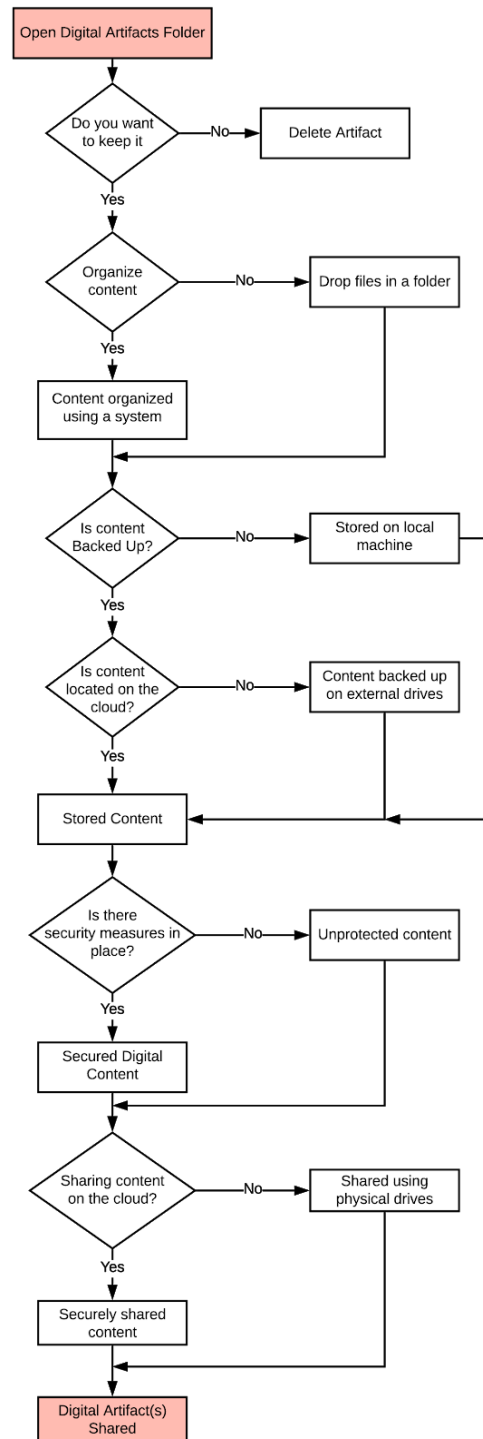 Open Digital Artifacts Folder
Do you want
to keep it
No
Delete Artifact
Yes
Organize
content
No
Drop files in a folder
Yes
Content organized
using a system
Is content
Backed Up?
No
Stored on local
machine
Yes
Is content
located on the
cloud?
No
Content backed up
on external drives
Yes
Stored Content
Is there
security measures in
place?
No
Unprotected content
Yes
Secured Digital
Content
Sharing content
on the cloud?
No
Shared using
physical drives
Yes
Securely shared
content
Digital Artifact(s)
Shared